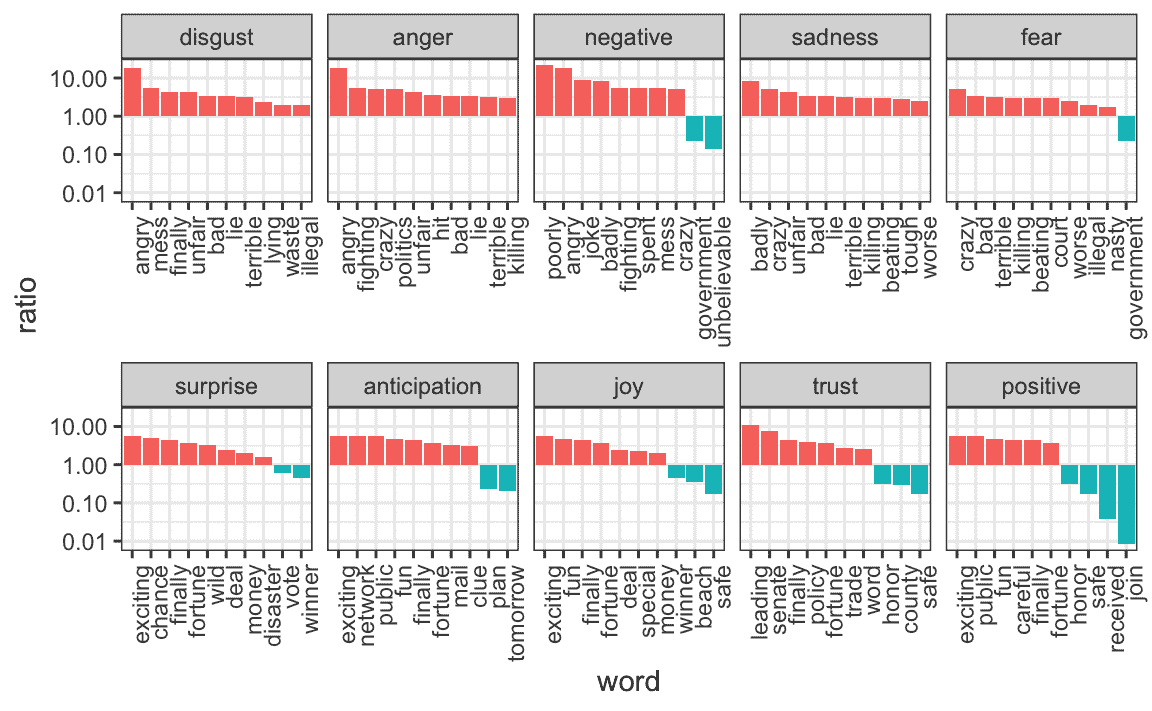 disgust anger negative sadness fear
10.00
1.00
0.10
0.01
angry mess finally unfair bad lie terrible lying waste illegal
angry fighting crazy politics unfair hit bad lie terrible killing
poorly angry joke badly fighting spent mess crazy government unbelievable
badly crazy unfair bad lie terrible killing beating tough worse
crazy bad terrible killing beating court worse illegal nasty government
ratio
surprise anticipation joy trust positive
10.00
1.00
0.10
0.01
exciting chance finally fortune wild deal money disaster vote winner
exciting network public fun finally fortune mail clue plan tomorrow
exciting fun finally fortune deal special money winner beach safe
leading senate finally policy fortune trade word honor county safe
exciting public fun careful finally fortune honor safe received join
word